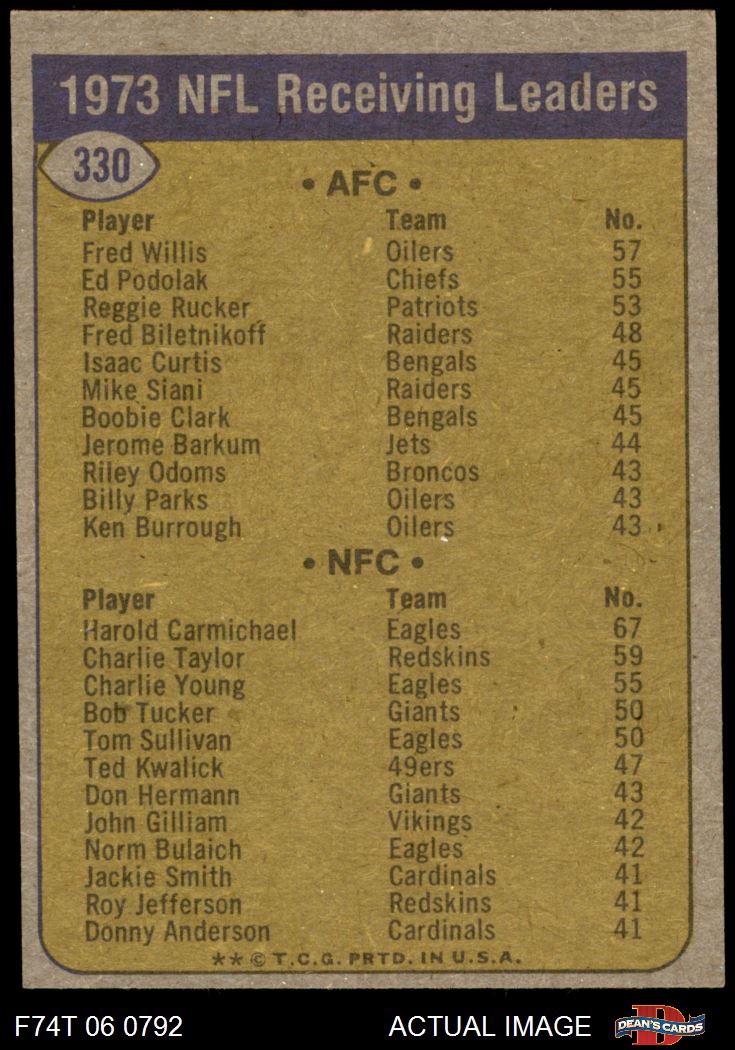 1973 NFL Receiving Leaders
330
• AFC •
Player Team No.
Fred Willis Oilers 57
Ed Podolak Chiefs 55
Reggie Rucker Patriots 53
Fred Biletnikoff Raiders 48
Isaac Curtis Bengals 45
Mike Siani Raiders 45
Boobie Clark Bengals 45
Jerome Barkum Jets 44
Riley Odoms Broncos 43
Billy Parks Oilers 43
Ken Burrough Oilers 43
• NFC •
Player Team No.
Harold Carmichael Eagles 67
Charlie Taylor Redskins 59
Charlie Young Eagles 55
Bob Tucker Giants 50
Tom Sullivan Eagles 50
Ted Kwalick 49ers 47
Don Hermann Giants 43
John Gilliam Vikings 42
Norm Bulaich Eagles 42
Jackie Smith Cardinals 41
Roy Jefferson Redskins 41
Donny Anderson Cardinals 41
** © T.C.G. PRTD. IN U.S.A.
F74T 06 0792 ACTUAL IMAGE D DEAN'S CARDS